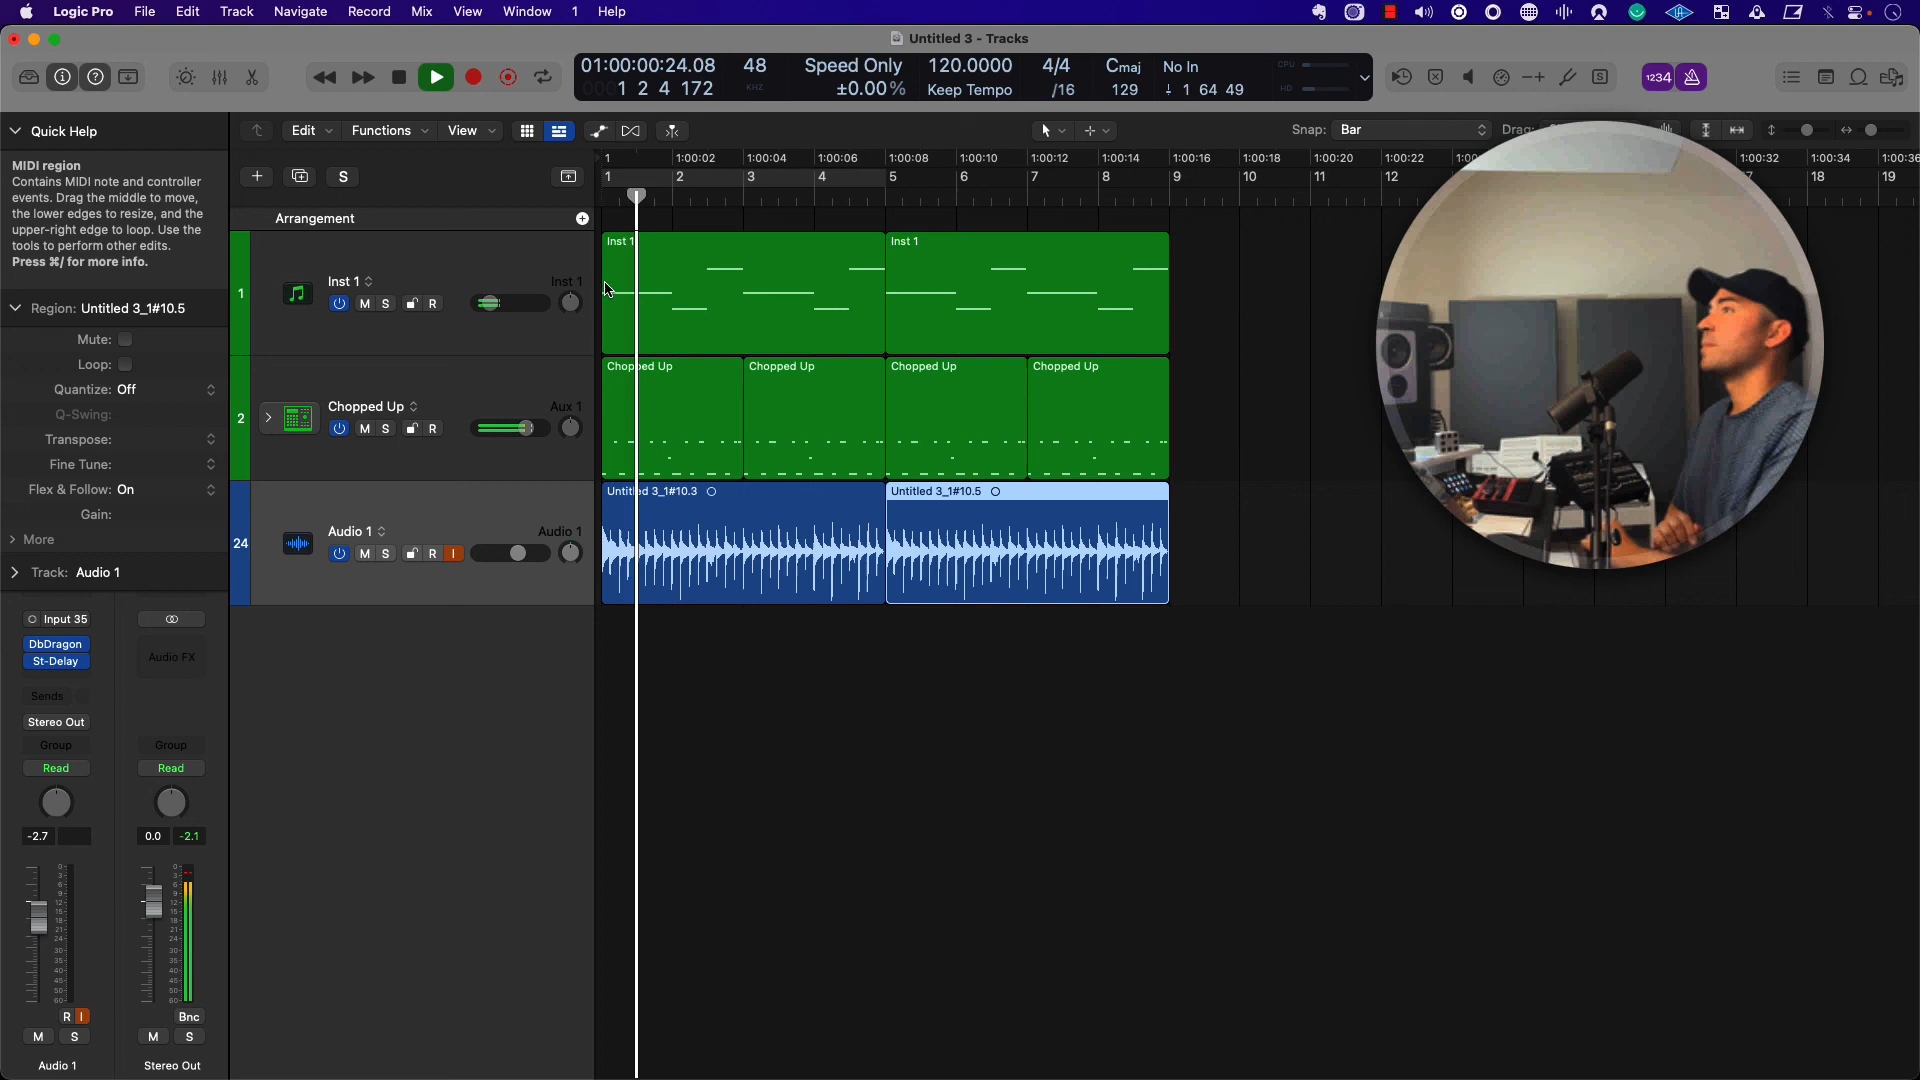 Logic Pro File Edit Track Navigate Record Mix View Window 1 Help
Untitled 3 - Tracks
01:00:00:24.08 48 Speed Only 120.0000 4/4 Cmaj No In CPU
0001 2 4 172 KHZ ±0.00% Keep Tempo /16 129 1 64 49 HD
1234
S
Quick Help
MIDI region
Contains MIDI note and controller
events. Drag the middle to move,
the lower edges to resize, and the
upper-right edge to loop. Use the
tools to perform other edits.
Press ⌘/ for more info.
Region: Untitled 3_1#10.5
Mute:
Loop:
Quantize: Off
Q-Swing:
Transpose:
Fine Tune:
Flex & Follow: On
Gain:
More
Track: Audio 1
Input 35
DbDragon
St-Delay
Audio FX
Sends
Stereo Out
Group Group
Read Read
-2.7 0.0 -2.1
R I Bnc
M S M S
Audio 1 Stereo Out
Edit Functions View Snap: Bar Drag:
S
1 1:00:02 1:00:04 1:00:06 1:00:08 1:00:10 1:00:12 1:00:14 1:00:16 1:00:18 1:00:20 1:00:22 1:00:32 1:00:34 1:00:36
1 2 3 4 5 6 7 8 9 10 11 12 17 18 19
Arrangement
1 Inst 1 Inst 1
M S R
2 Chopped Up Aux 1
M S R
24 Audio 1 Audio 1
M S R I
Inst 1 Inst 1
Chopped Up Chopped Up Chopped Up Chopped Up
Untitled 3_1#10.3 Untitled 3_1#10.5